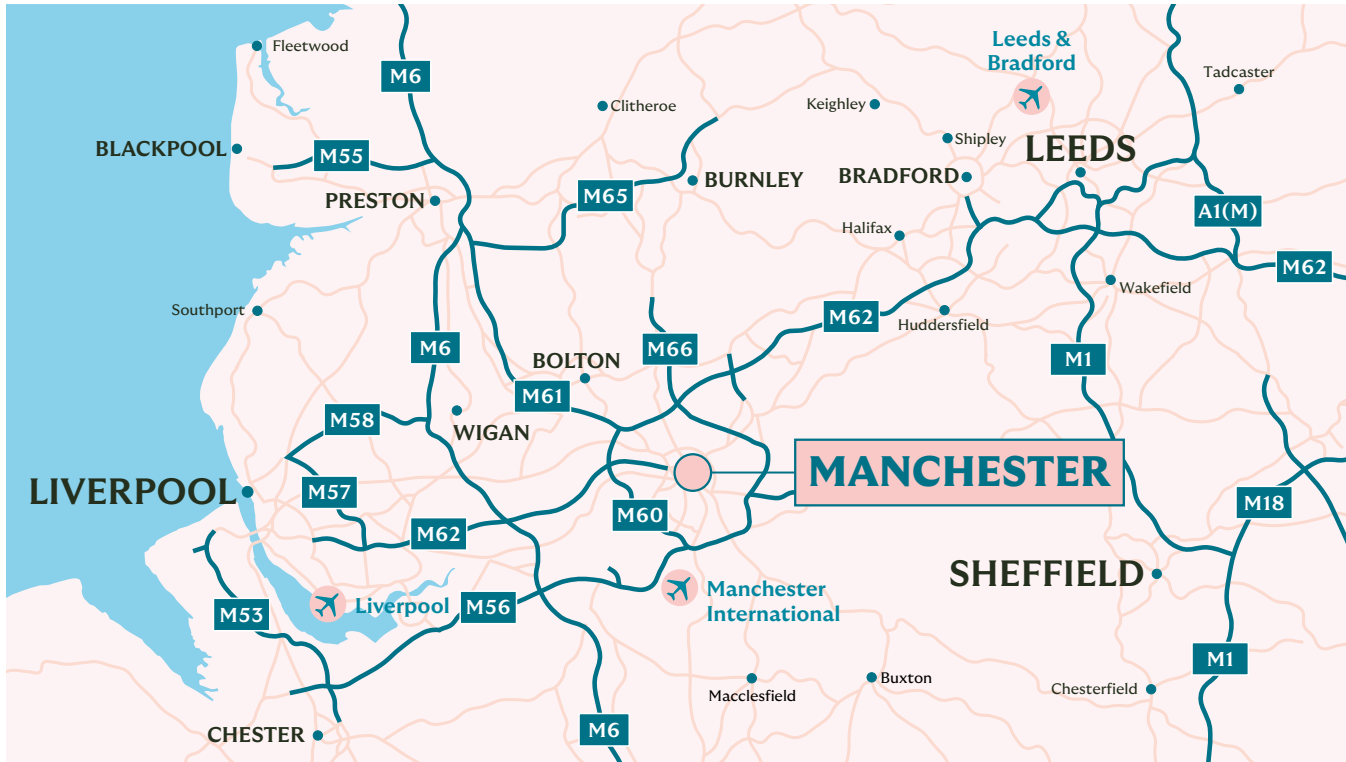 Fleetwood
M6
Leeds &
Bradford
Tadcaster
Clitheroe
Keighley
Shipley
BLACKPOOL
M55
LEEDS
BURNLEY
BRADFORD
PRESTON
M65
A1(M)
Halifax
M62
Wakefield
Southport
M62
Huddersfield
M6
M66
M1
BOLTON
M61
M58
WIGAN
MANCHESTER
LIVERPOOL
M57
M18
M60
M62
SHEFFIELD
Manchester
International
Liverpool
M56
M53
M1
Buxton
Chesterfield
Macclesfield
M6
CHESTER